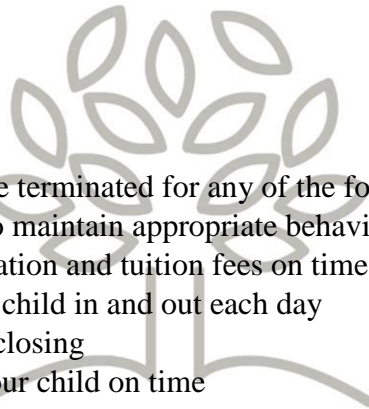 e terminated for any of the fo
o maintain appropriate behavi
ation and tuition fees on time
child in and out each day
closing
our child on time